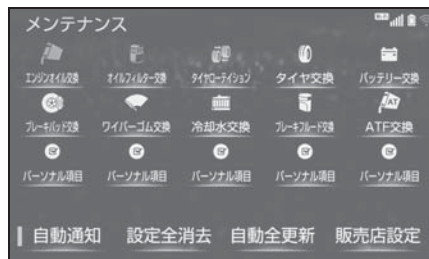 メンテナンス
エンジンオイル交換 オイルフィルター交換 タイヤローテイション タイヤ交換 バッテリー交換
ブレーキパッド交換 ワイパーゴム交換 冷却水交換 ブレーキフルード交換 ATF交換
パーソナル項目 パーソナル項目 パーソナル項目 パーソナル項目 パーソナル項目
自動通知 設定全消去 自動全更新 販売店設定